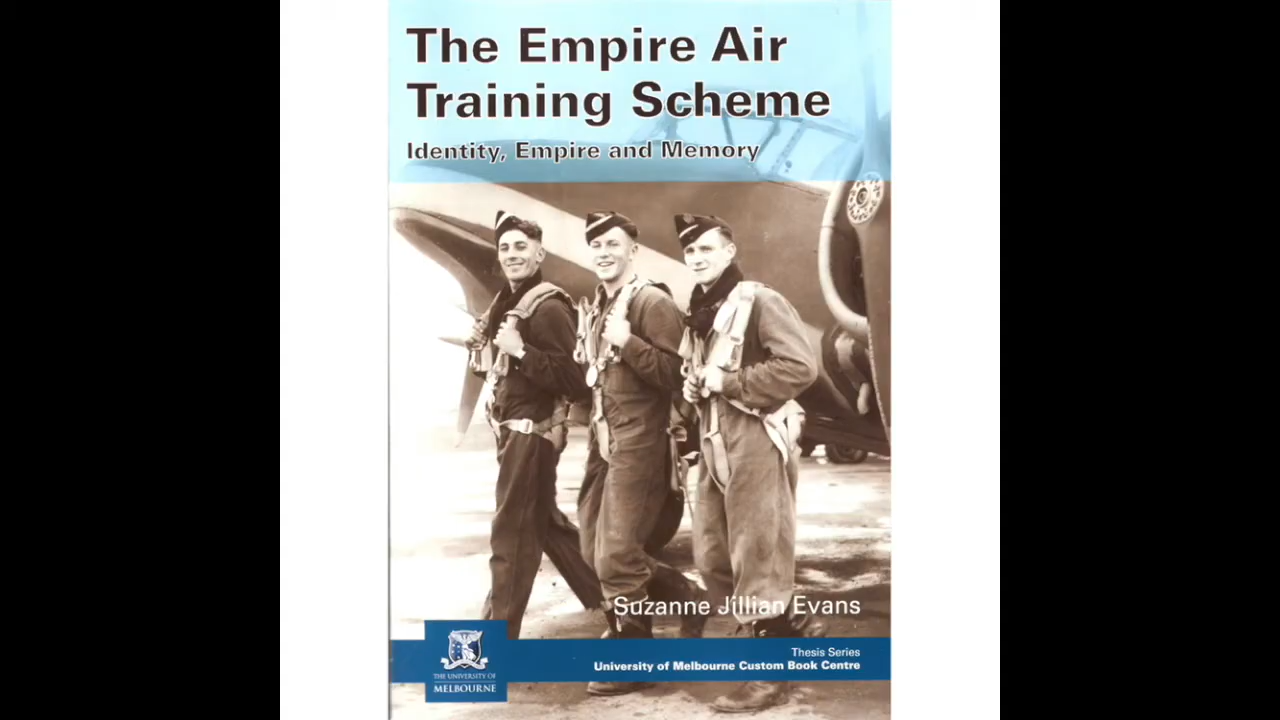 The Empire Air
Training Scheme
Identity, Empire and Memory
Suzanne Jillian Evans
Thesis Series
University of Melbourne Custom Book Centre
THE UNIVERSITY OF
MELBOURNE